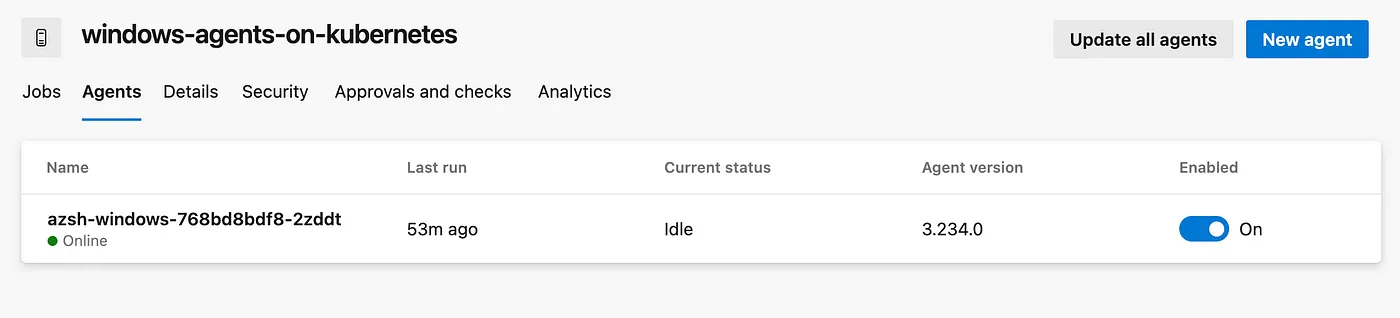 windows-agents-on-kubernetes
Update all agents
New agent
Jobs Agents Details Security Approvals and checks Analytics
Name Last run Current status Agent version Enabled
azsh-windows-768bd8bdf8-2zddt
Online
53m ago Idle 3.234.0 On